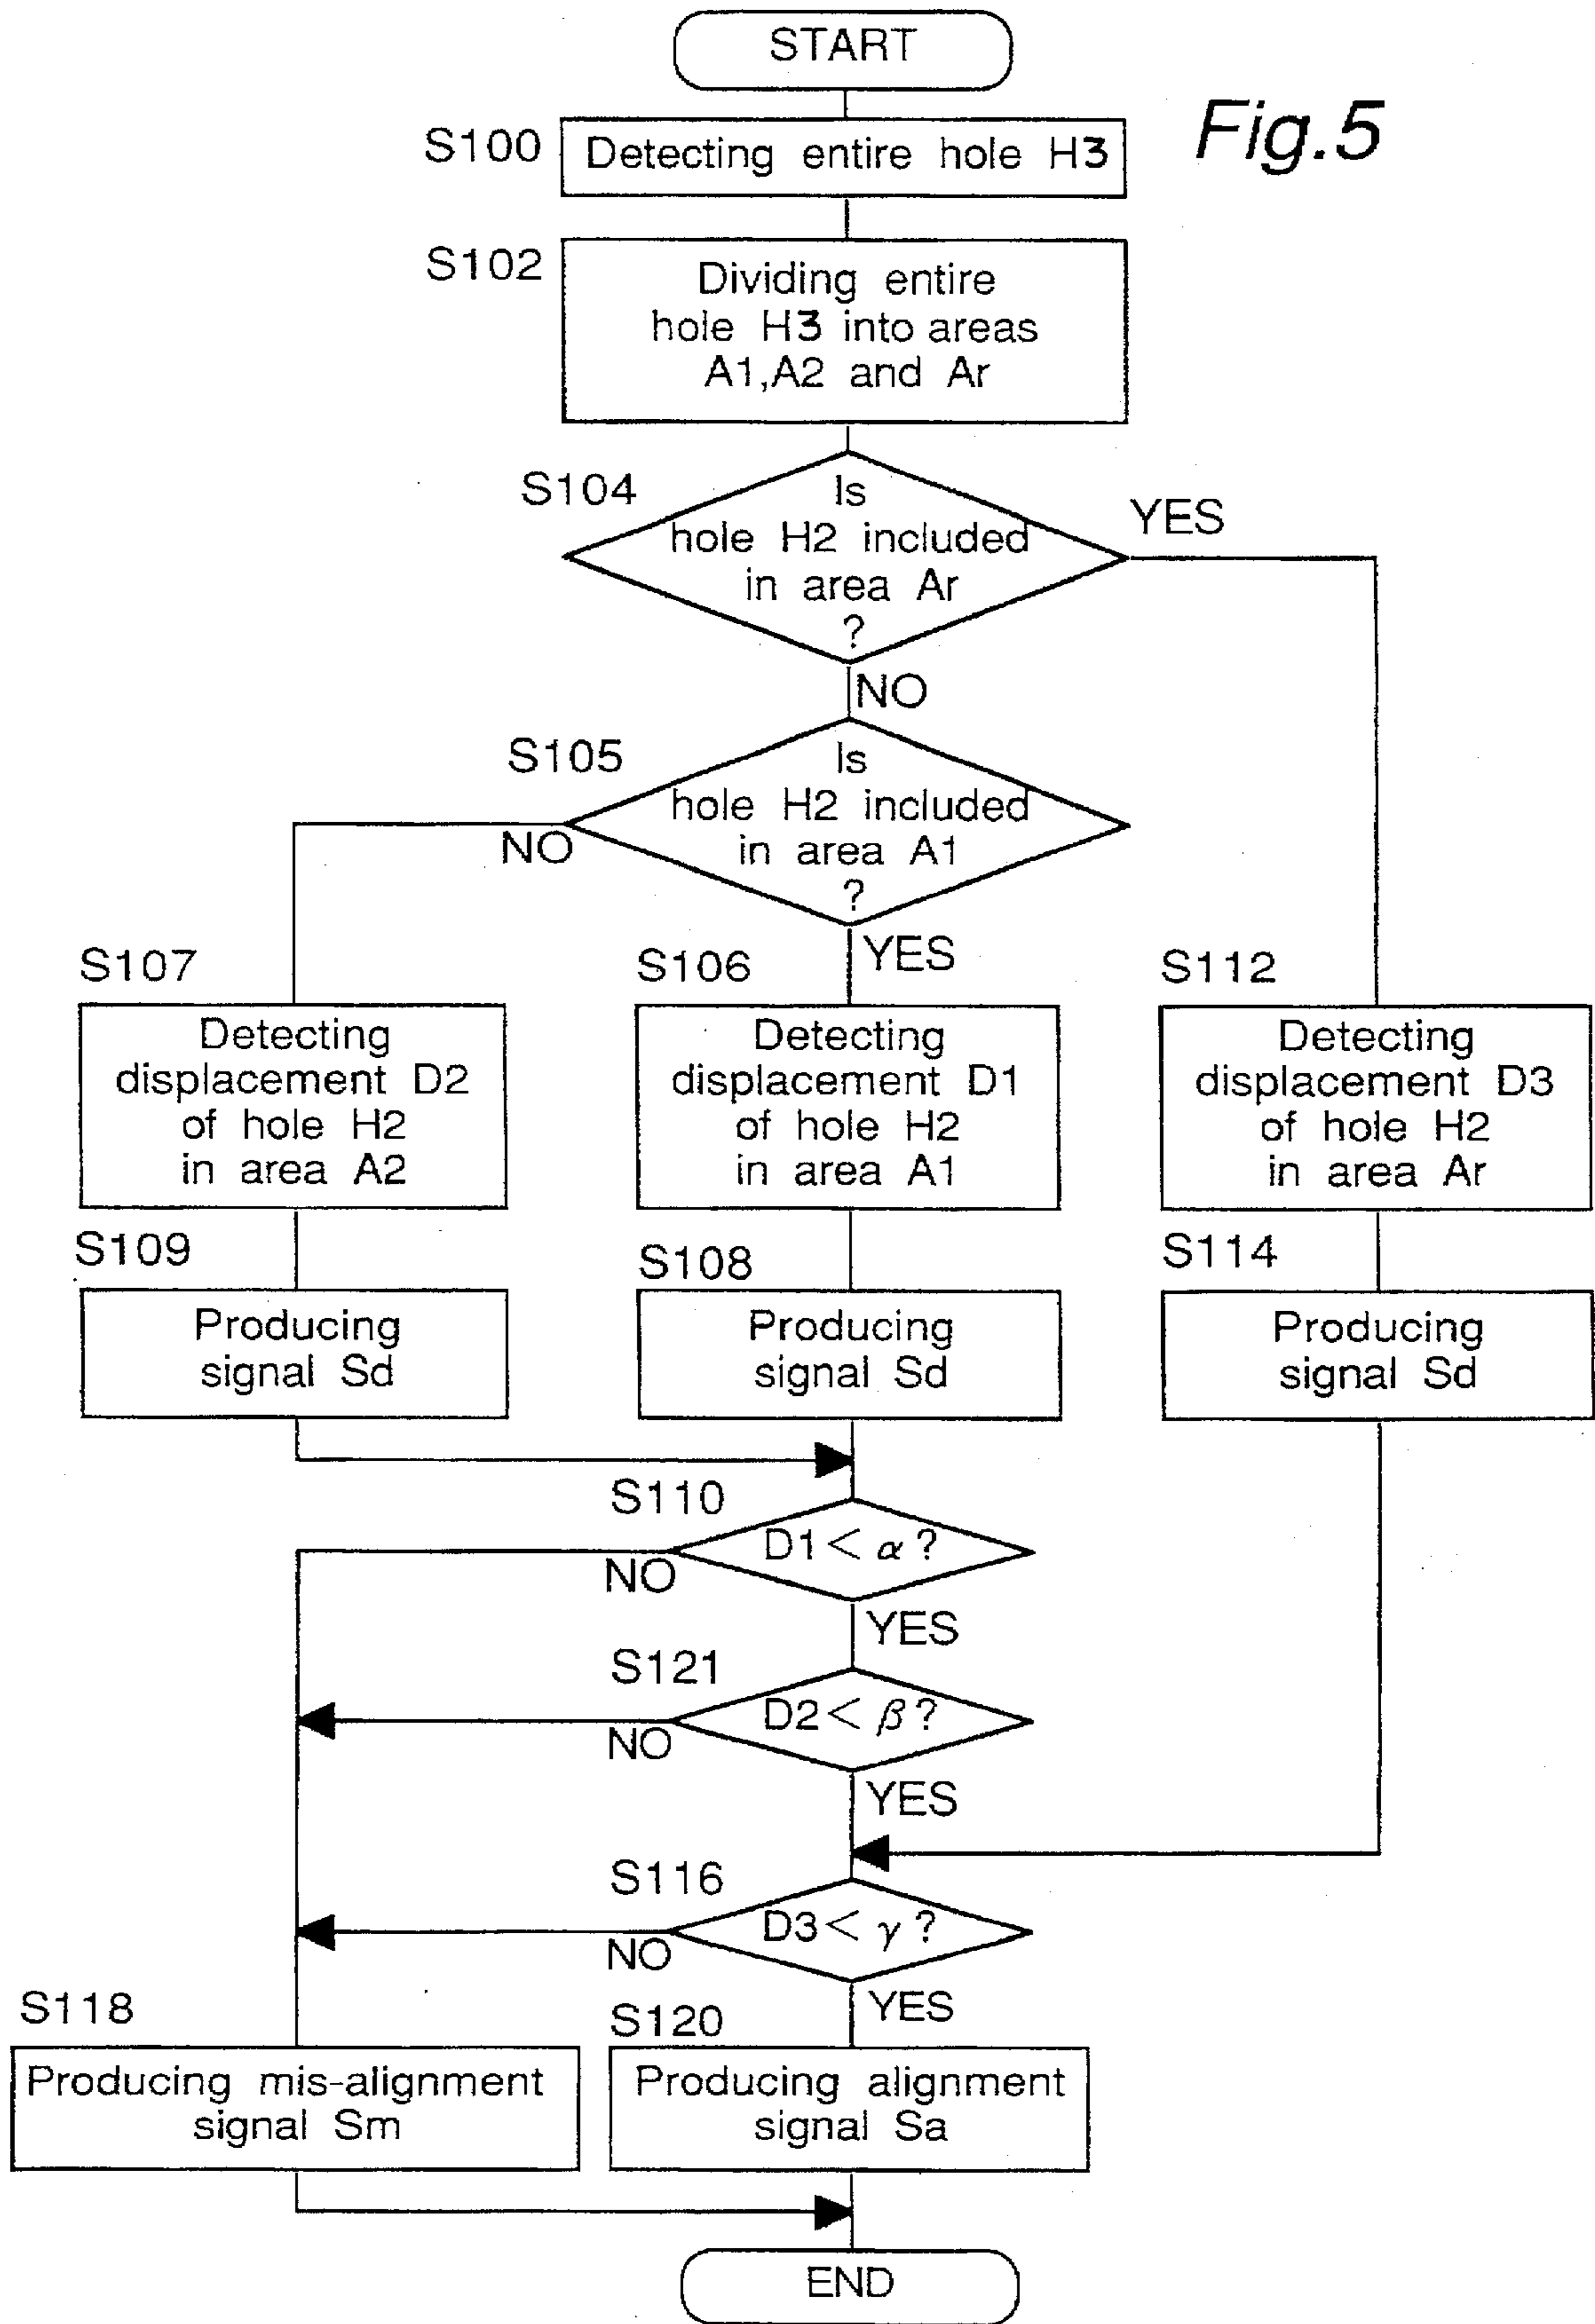 START
Fig.5
S100
Detecting entire hole H3
S102
Dividing entire
hole H3 into areas
A1,A2 and Ar
S104
Is
hole H2 included
in area Ar
?
YES
NO
S105
Is
hole H2 included
in area A1
?
NO
YES
S107
Detecting
displacement D2
of hole H2
in area A2
S106
Detecting
displacement D1
of hole H2
in area A1
S112
Detecting
displacement D3
of hole H2
in area Ar
S109
Producing
signal Sd
S108
Producing
signal Sd
S114
Producing
signal Sd
S110
D1< α ?
NO
YES
S121
D2< β ?
NO
YES
S116
D3< γ ?
NO
YES
S118
Producing mis-alignment
signal Sm
S120
Producing alignment
signal Sa
END